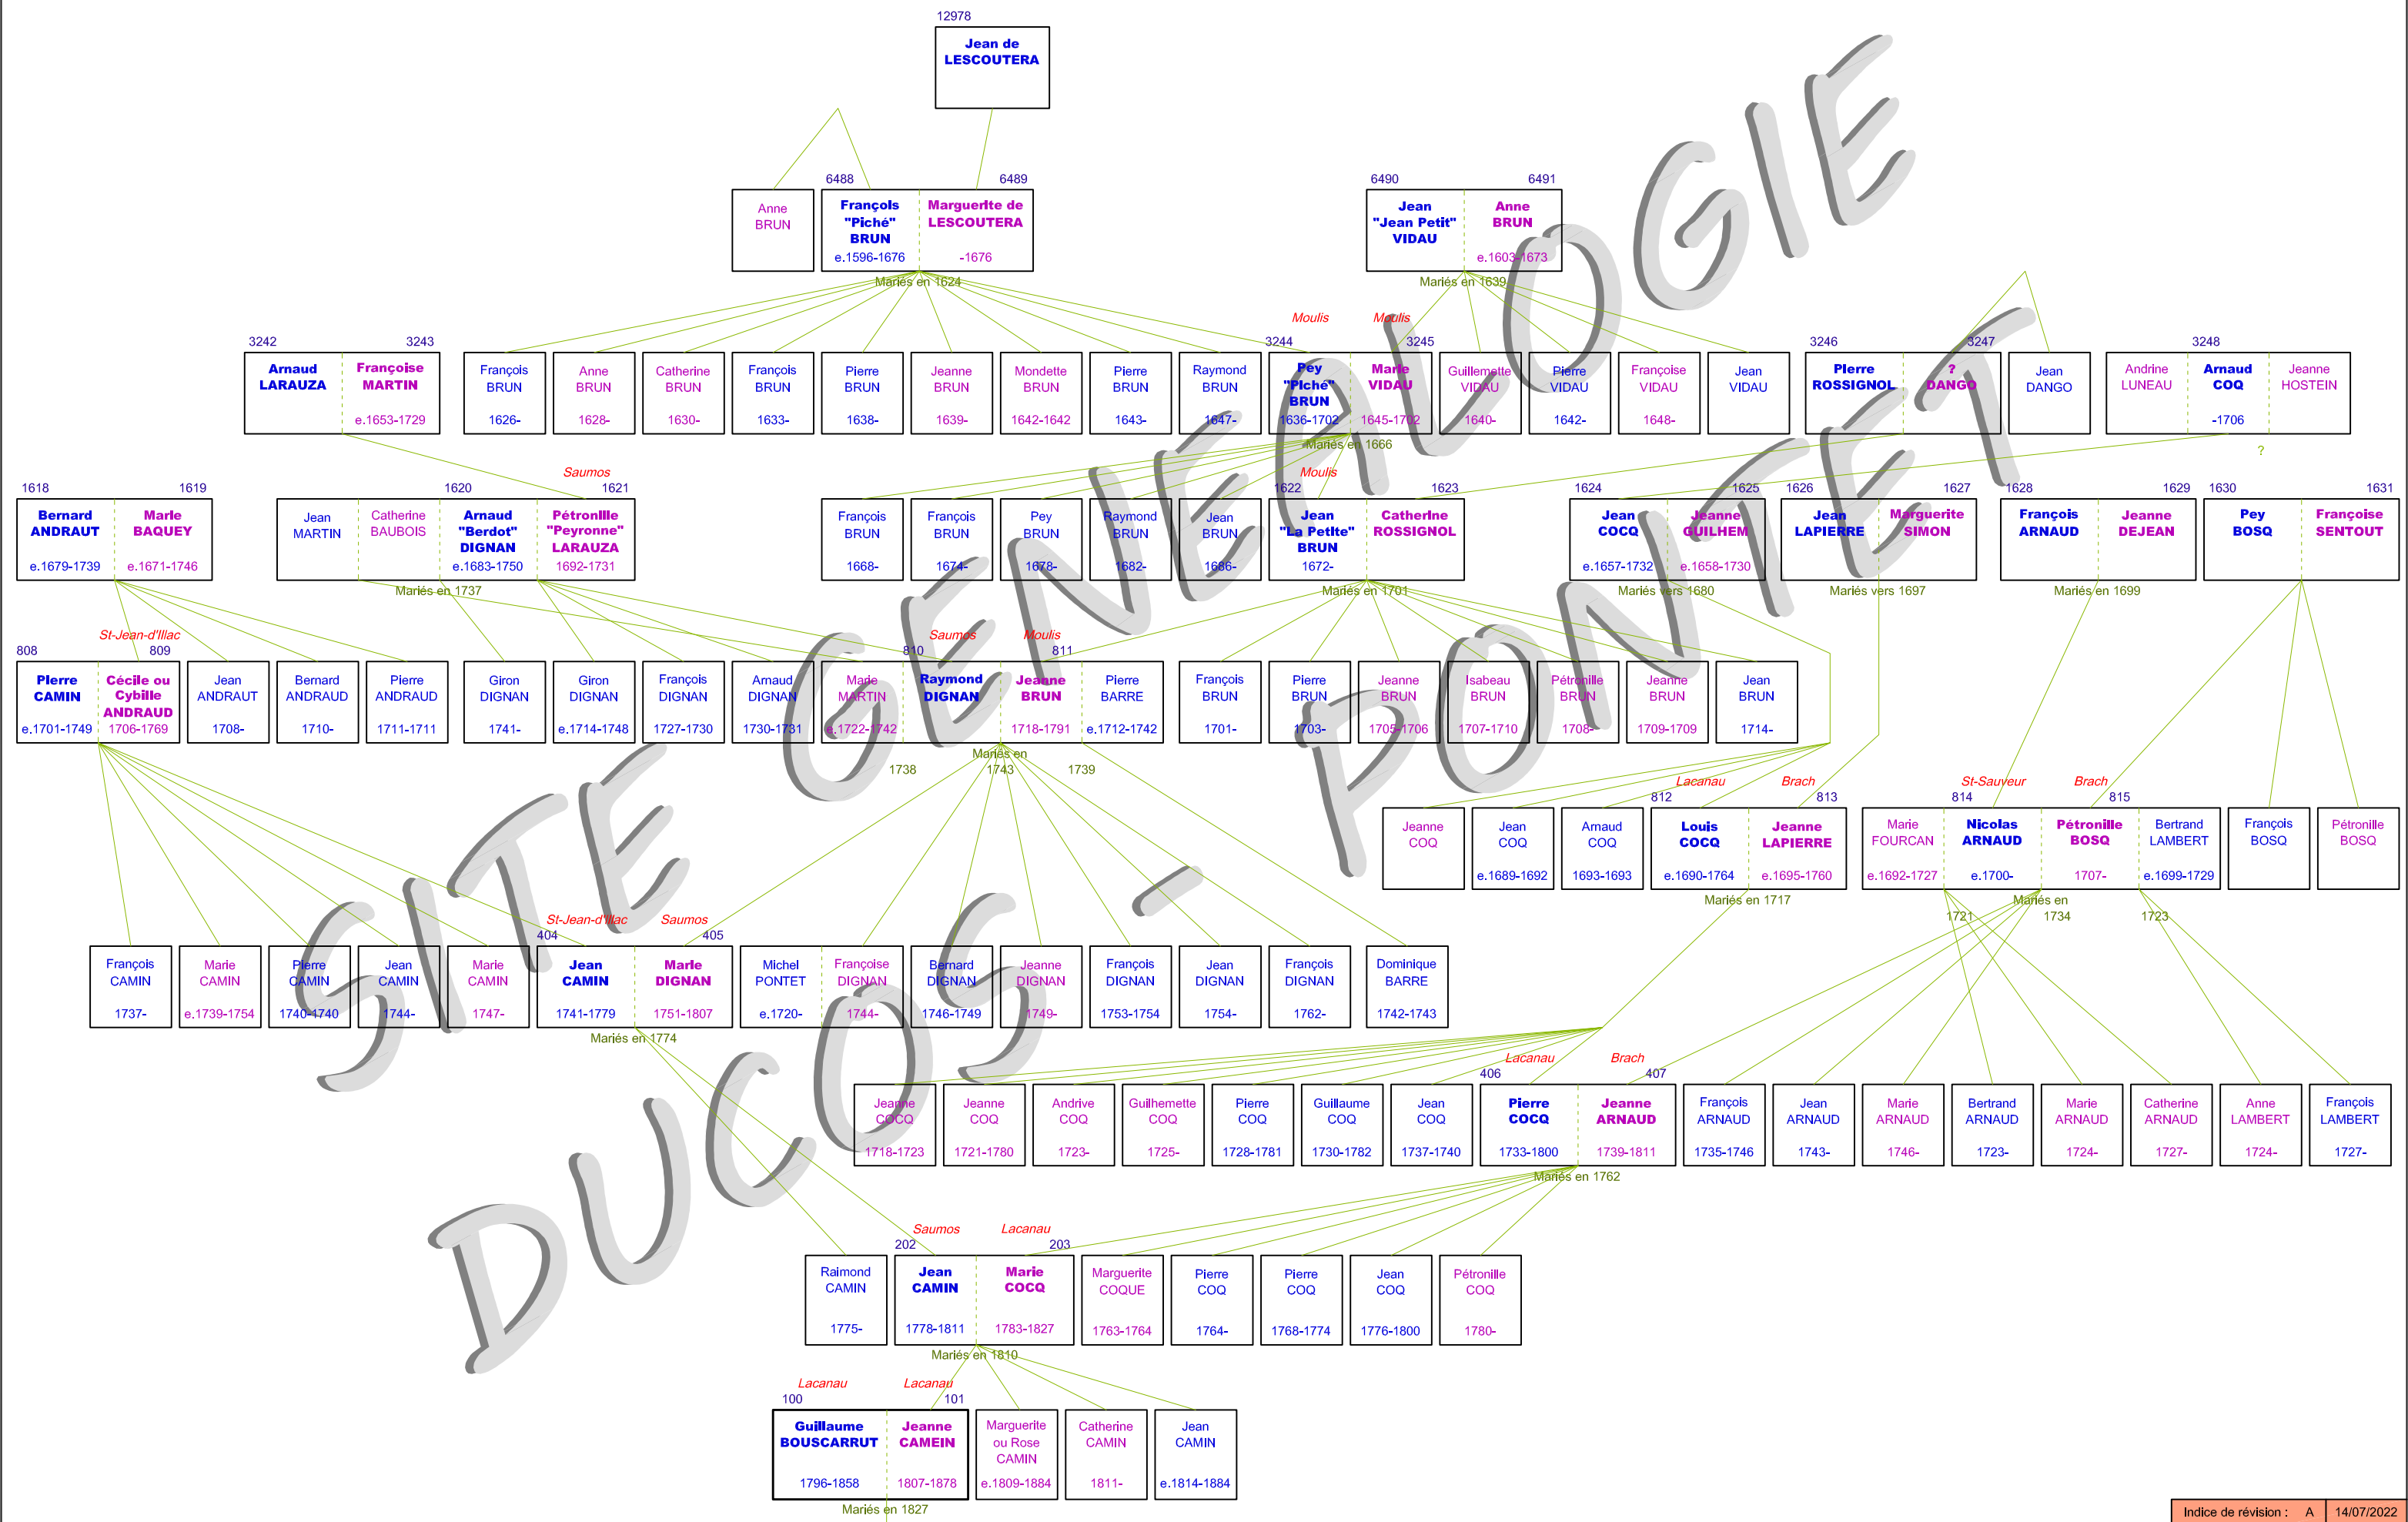 12978
Jean de
LESCOUTERA
Anne
BRUN
6488 6489
François
"Piché"
BRUN
e.1596-1676
Marguerite de
LESCOUTERA
-1676
Mariés en 1624
6490 6491
Jean
"Jean Petit"
VIDAU
Anne
BRUN
e.1603-1673
Mariés en 1639
3242 3243
Arnaud
LARAUZA
Françoise
MARTIN
e.1653-1729
François
BRUN
1626-
Anne
BRUN
1628-
Catherine
BRUN
1630-
François
BRUN
1633-
Pierre
BRUN
1638-
Jeanne
BRUN
1639-
Mondette
BRUN
1642-1642
Pierre
BRUN
1643-
Raymond
BRUN
1647-
Moulis Moulis
3244 3245
Pey
"Piché"
BRUN
1636-1702
Marie
VIDAU
1645-1702
Mariés en 1666
Guillemette
VIDAU
1640-
Pierre
VIDAU
1642-
Françoise
VIDAU
1648-
Jean
VIDAU
3246 3247
Pierre
ROSSIGNOL
?
DANGO
Jean
DANGO
3248
Andrine
LUNEAU
Arnaud
COQ
-1706
Jeanne
HOSTEIN
?
1618 1619
Bernard
ANDRAUT
e.1679-1739
Marie
BAQUEY
e.1671-1746
Saumos
1620 1621
Jean
MARTIN
Catherine
BAUBOIS
Arnaud
"Berdot"
DIGNAN
e.1683-1750
Pétronille
"Peyronne"
LARAUZA
1692-1731
Mariés en 1737
François
BRUN
1668-
François
BRUN
1674-
Pey
BRUN
1678-
Raymond
BRUN
1682-
Jean
BRUN
1686-
Moulis
1622 1623
Jean
"La Petite"
BRUN
1672-
Catherine
ROSSIGNOL
Mariés en 1701
1624 1625
Jean
COCQ
e.1657-1732
Jeanne
GUILHEM
e.1658-1730
Mariés vers 1680
1626 1627
Jean
LAPIERRE
Marguerite
SIMON
Mariés vers 1697
1628 1629
François
ARNAUD
Jeanne
DEJEAN
Mariés en 1699
1630 1631
Pey
BOSQ
Françoise
SENTOUT
St-Jean-d'Illac
808 809
Pierre
CAMIN
e.1701-1749
Cécile ou
Cybille
ANDRAUD
1706-1769
Jean
ANDRAUT
1708-
Bernard
ANDRAUD
1710-
Pierre
ANDRAUD
1711-1711
Giron
DIGNAN
1741-
Giron
DIGNAN
e.1714-1748
François
DIGNAN
1727-1730
Arnaud
DIGNAN
1730-1731
Saumos Moulis
810 811
Marie
MARTIN
e.1722-1742
Raymond
DIGNAN
Jeanne
BRUN
1718-1791
Pierre
BARRE
e.1712-1742
Mariés en
1738 1743 1739
François
BRUN
1701-
Pierre
BRUN
1703-
Jeanne
BRUN
1705-1706
Isabeau
BRUN
1707-1710
Pétronille
BRUN
1708-
Jeanne
BRUN
1709-1709
Jean
BRUN
1714-
Jeanne
COQ
Jean
COQ
e.1689-1692
Arnaud
COQ
1693-1693
Lacanau Brach
812 813
Louis
COCQ
e.1690-1764
Jeanne
LAPIERRE
e.1695-1760
Mariés en 1717
St-Sauveur Brach
814 815
Marie
FOURCAN
e.1692-1727
Nicolas
ARNAUD
e.1700-
Pétronille
BOSQ
1707-
Bertrand
LAMBERT
e.1699-1729
Mariés en
1721 1734 1723
François
BOSQ
Pétronille
BOSQ
François
CAMIN
1737-
Marie
CAMIN
e.1739-1754
Pierre
CAMIN
1740-1740
Jean
CAMIN
1744-
Marie
CAMIN
1747-
St-Jean-d'Illac Saumos
404 405
Jean
CAMIN
1741-1779
Marie
DIGNAN
1751-1807
Mariés en 1774
Michel
PONTET
e.1720-
Françoise
DIGNAN
1744-
Bernard
DIGNAN
1746-1749
Jeanne
DIGNAN
1749-
François
DIGNAN
1753-1754
Jean
DIGNAN
1754-
François
DIGNAN
1762-
Dominique
BARRE
1742-1743
Jeanne
COCQ
1718-1723
Jeanne
COQ
1721-1780
Andrive
COQ
1723-
Guilhemette
COQ
1725-
Pierre
COQ
1728-1781
Guillaume
COQ
1730-1782
Jean
COQ
1737-1740
Lacanau Brach
406 407
Pierre
COCQ
1733-1800
Jeanne
ARNAUD
1739-1811
Mariés en 1762
François
ARNAUD
1735-1746
Jean
ARNAUD
1743-
Marie
ARNAUD
1746-
Bertrand
ARNAUD
1723-
Marie
ARNAUD
1724-
Catherine
ARNAUD
1727-
Anne
LAMBERT
1724-
François
LAMBERT
1727-
Raimond
CAMIN
1775-
Saumos Lacanau
202 203
Jean
CAMIN
1778-1811
Marie
COCQ
1783-1827
Mariés en 1810
Marguerite
COQUE
1763-1764
Pierre
COQ
1764-
Pierre
COQ
1768-1774
Jean
COQ
1776-1800
Pétronille
COQ
1780-
Lacanau Lacanau
100 101
Guillaume
BOUSCARRUT
1796-1858
Jeanne
CAMEIN
1807-1878
Mariés en 1827
Marguerite
ou Rose
CAMIN
e.1809-1884
Catherine
CAMIN
1811-
Jean
CAMIN
e.1814-1884
SITE GENEALOGIE
DUCOS - PONTET
Indice de révision : A 14/07/2022